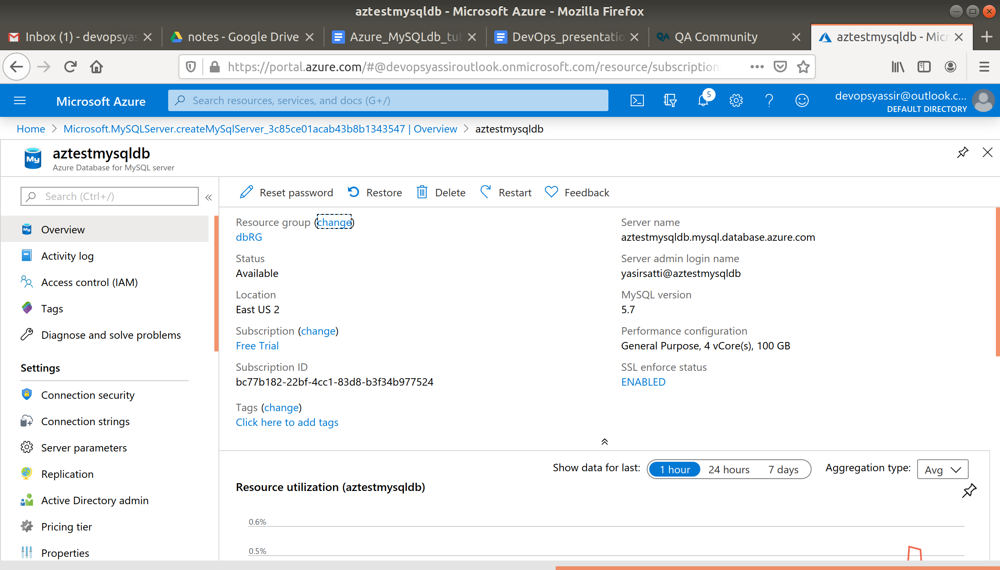 aztestmysqldb - Microsoft Azure - Mozilla Firefox
Inbox (1) - devopsyas
notes - Google Drive
Azure_MySQLdb_tut
DevOps_presentatio
QA QA Community
aztestmysqldb - Micr
https://portal.azure.com/#@devopsyassiroutlook.onmicrosoft.com/resource/subscription
Microsoft Azure
Search resources, services, and docs (G+/)
5
devopsyassir@outlook.c...
DEFAULT DIRECTORY
Home > Microsoft.MySQLServer.createMySqlServer_3c85ce01acab43b8b1343547 | Overview > aztestmysqldb
My
aztestmysqldb
Azure Database for MySQL server
Search (Ctrl+/)
«
My Overview
Activity log
Access control (IAM)
Tags
Diagnose and solve problems
Settings
Connection security
Connection strings
Server parameters
Replication
Active Directory admin
Pricing tier
Properties
Reset password
Restore
Delete
Restart
Feedback
Resource group (change)
dbRG
Status
Available
Location
East US 2
Subscription (change)
Free Trial
Subscription ID
bc77b182-22bf-4cc1-83d8-b3f34b977524
Tags (change)
Click here to add tags
Server name
aztestmysqldb.mysql.database.azure.com
Server admin login name
yasirsatti@aztestmysqldb
MySQL version
5.7
Performance configuration
General Purpose, 4 vCore(s), 100 GB
SSL enforce status
ENABLED
Show data for last: 1 hour 24 hours 7 days Aggregation type: Avg
Resource utilization (aztestmysqldb)
0.6%
0.5%